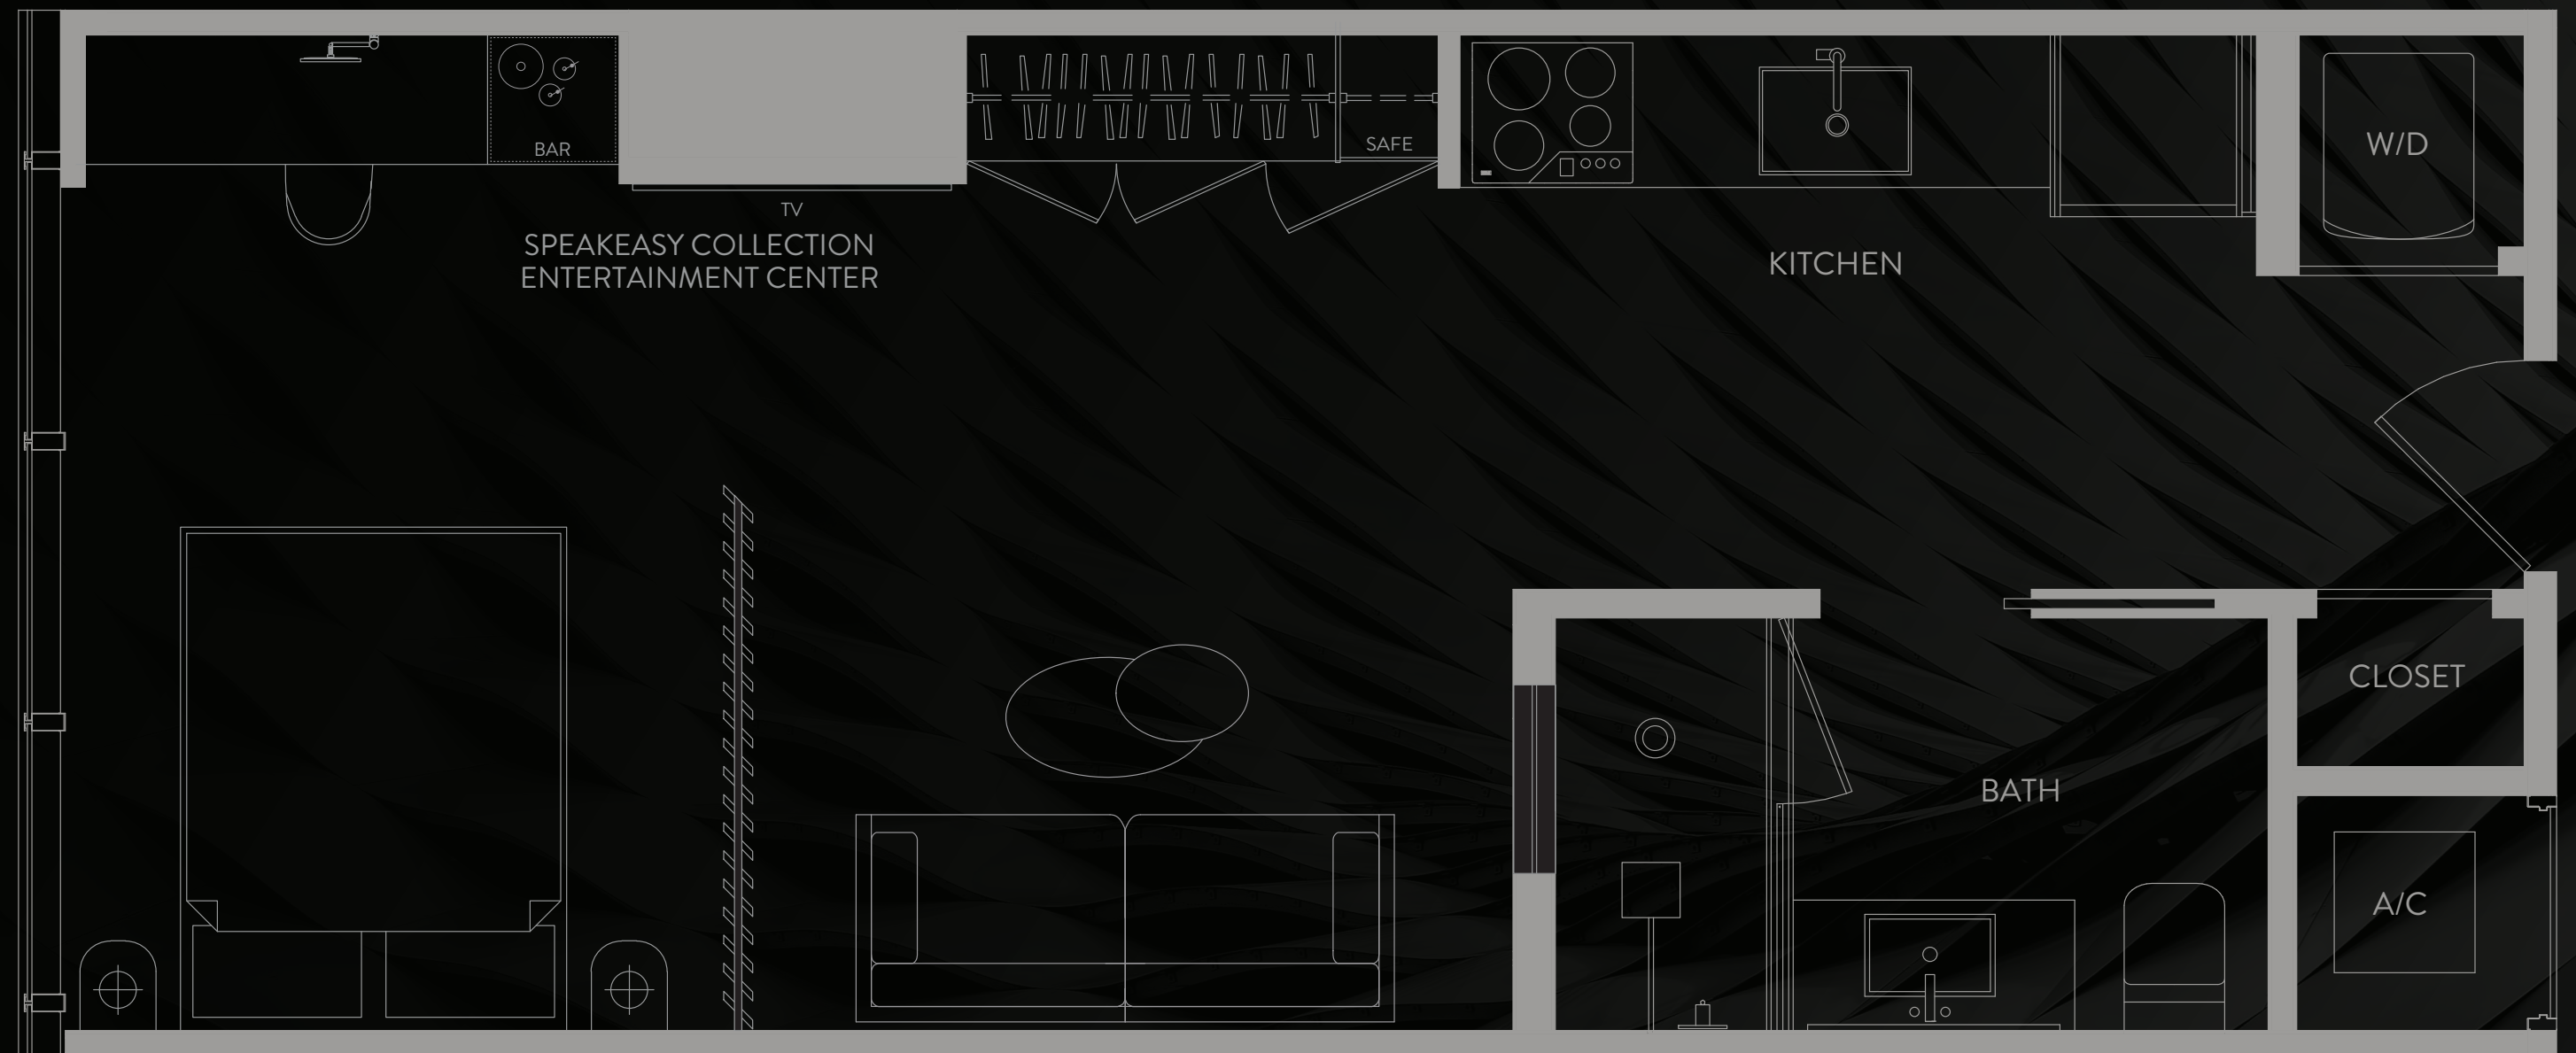 BAR
SAFE
W/D
TV
SPEAKEASY COLLECTION
ENTERTAINMENT CENTER
KITCHEN
CLOSET
BATH
A/C